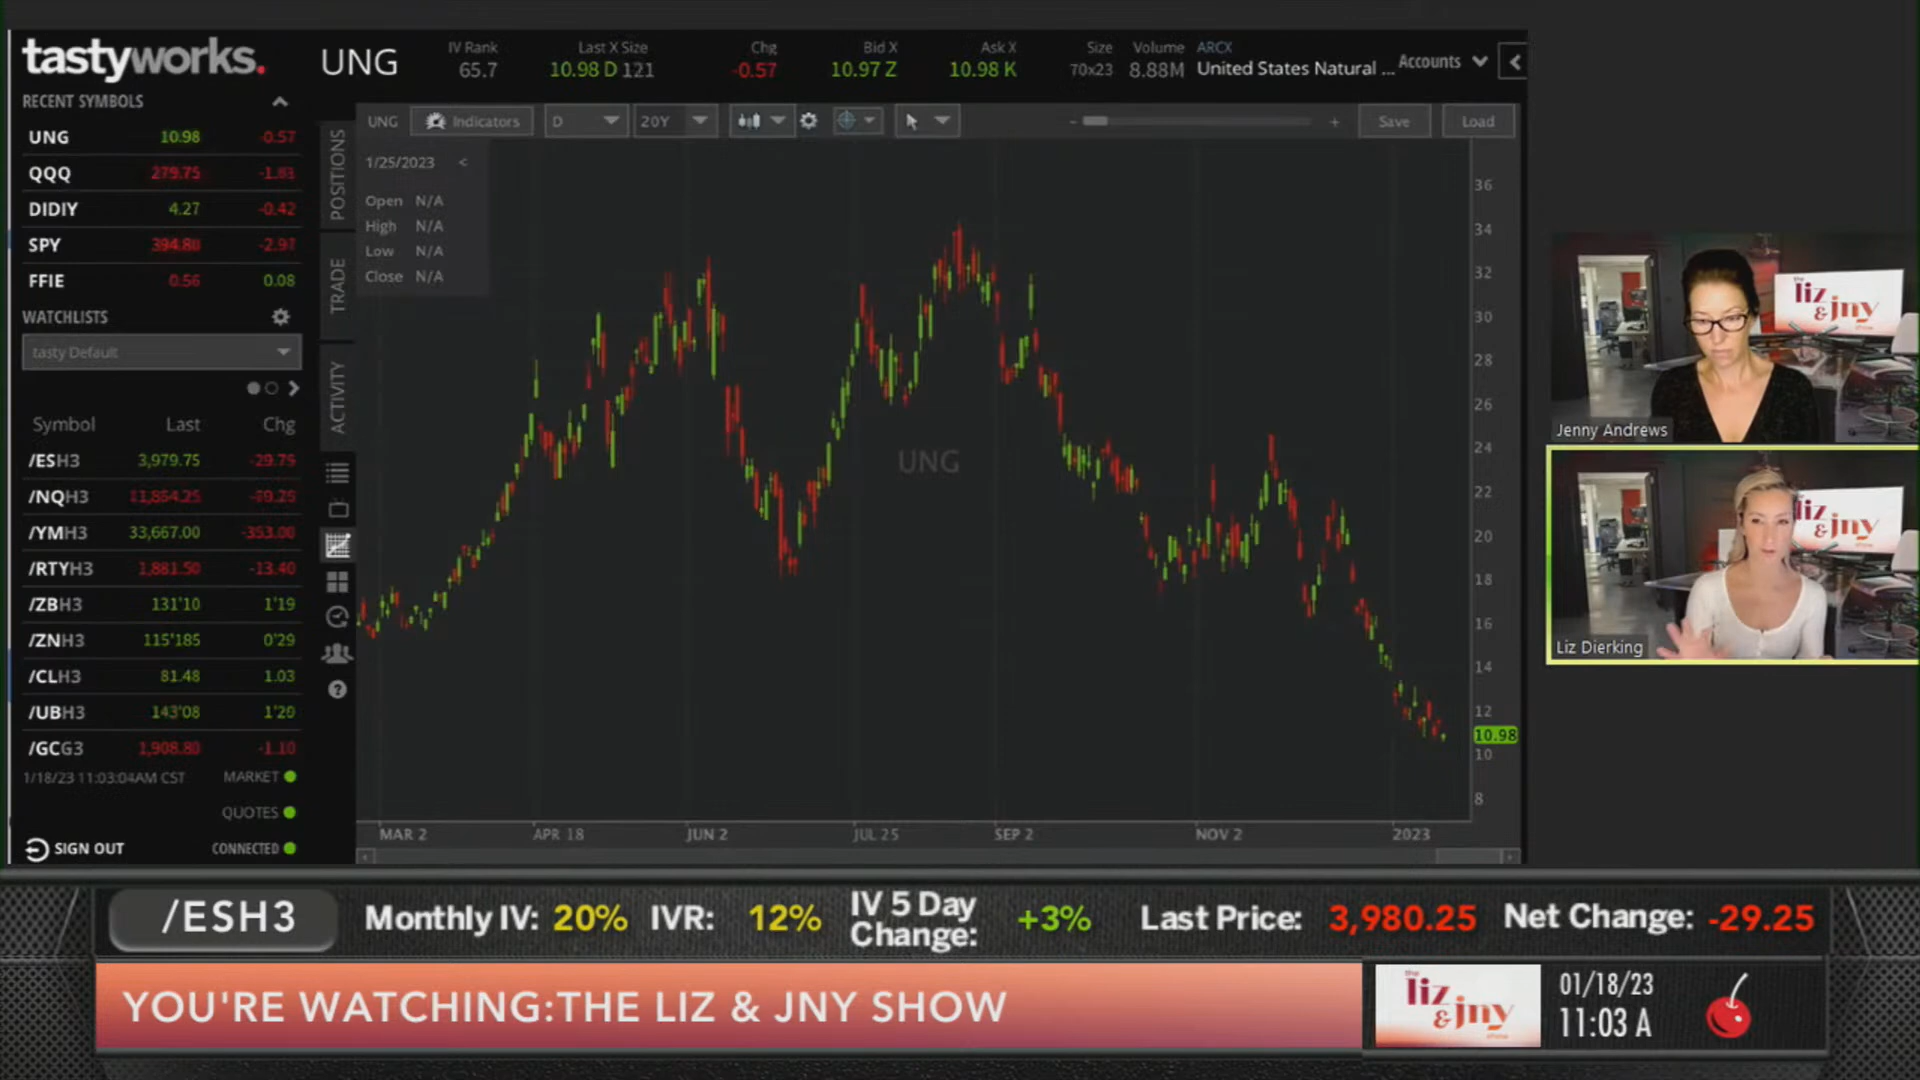 tastyworks.
UNG
IV Rank
65.7
Last X Size
10.98 D 121
Chg
-0.57
Bid X
10.97 Z
Ask X
10.98 K
Size
70x23
Volume
8.88M
ARCX
United States Natural ...
Accounts
RECENT SYMBOLS
UNG 10.98 -0.57
QQQ 279.75 -1.83
DIDIY 4.27 -0.42
SPY 394.80 -2.97
FFIE 0.56 0.08
WATCHLISTS
tasty Default
Symbol Last Chg
/ESH3 3,979.75 -29.75
/NQH3 11,864.25
/YMH3 33,667.00 -353.00
/RTYH3 1,881.50 -13.40
/ZBH3 131'10 1'19
/ZNH3 115'185 0'29
/CLH3 81.48 1.03
/UBH3 143'08 1'20
/GCG3 1,908.80 -1.10
1/18/23 11:03:04AM CST MARKET
QUOTES
SIGN OUT CONNECTED
POSITIONS
TRADE
ACTIVITY
UNG Indicators D 20Y - + Save Load
1/25/2023 <
Open N/A
High N/A
Low N/A
Close N/A
UNG
36
34
32
30
28
26
24
22
20
18
16
14
12
10.98
10
8
MAR 2 APR 18 JUN 2 JUL 25 SEP 2 NOV 2 2023
liz
& jny
Jenny Andrews
liz
& jny
Liz Dierking
/ESH3 Monthly IV: 20% IVR: 12% IV 5 Day Change: +3% Last Price: 3,980.25 Net Change: -29.25
YOU'RE WATCHING:THE LIZ & JNY SHOW
the
liz
& jny
show
01/18/23
11:03 A